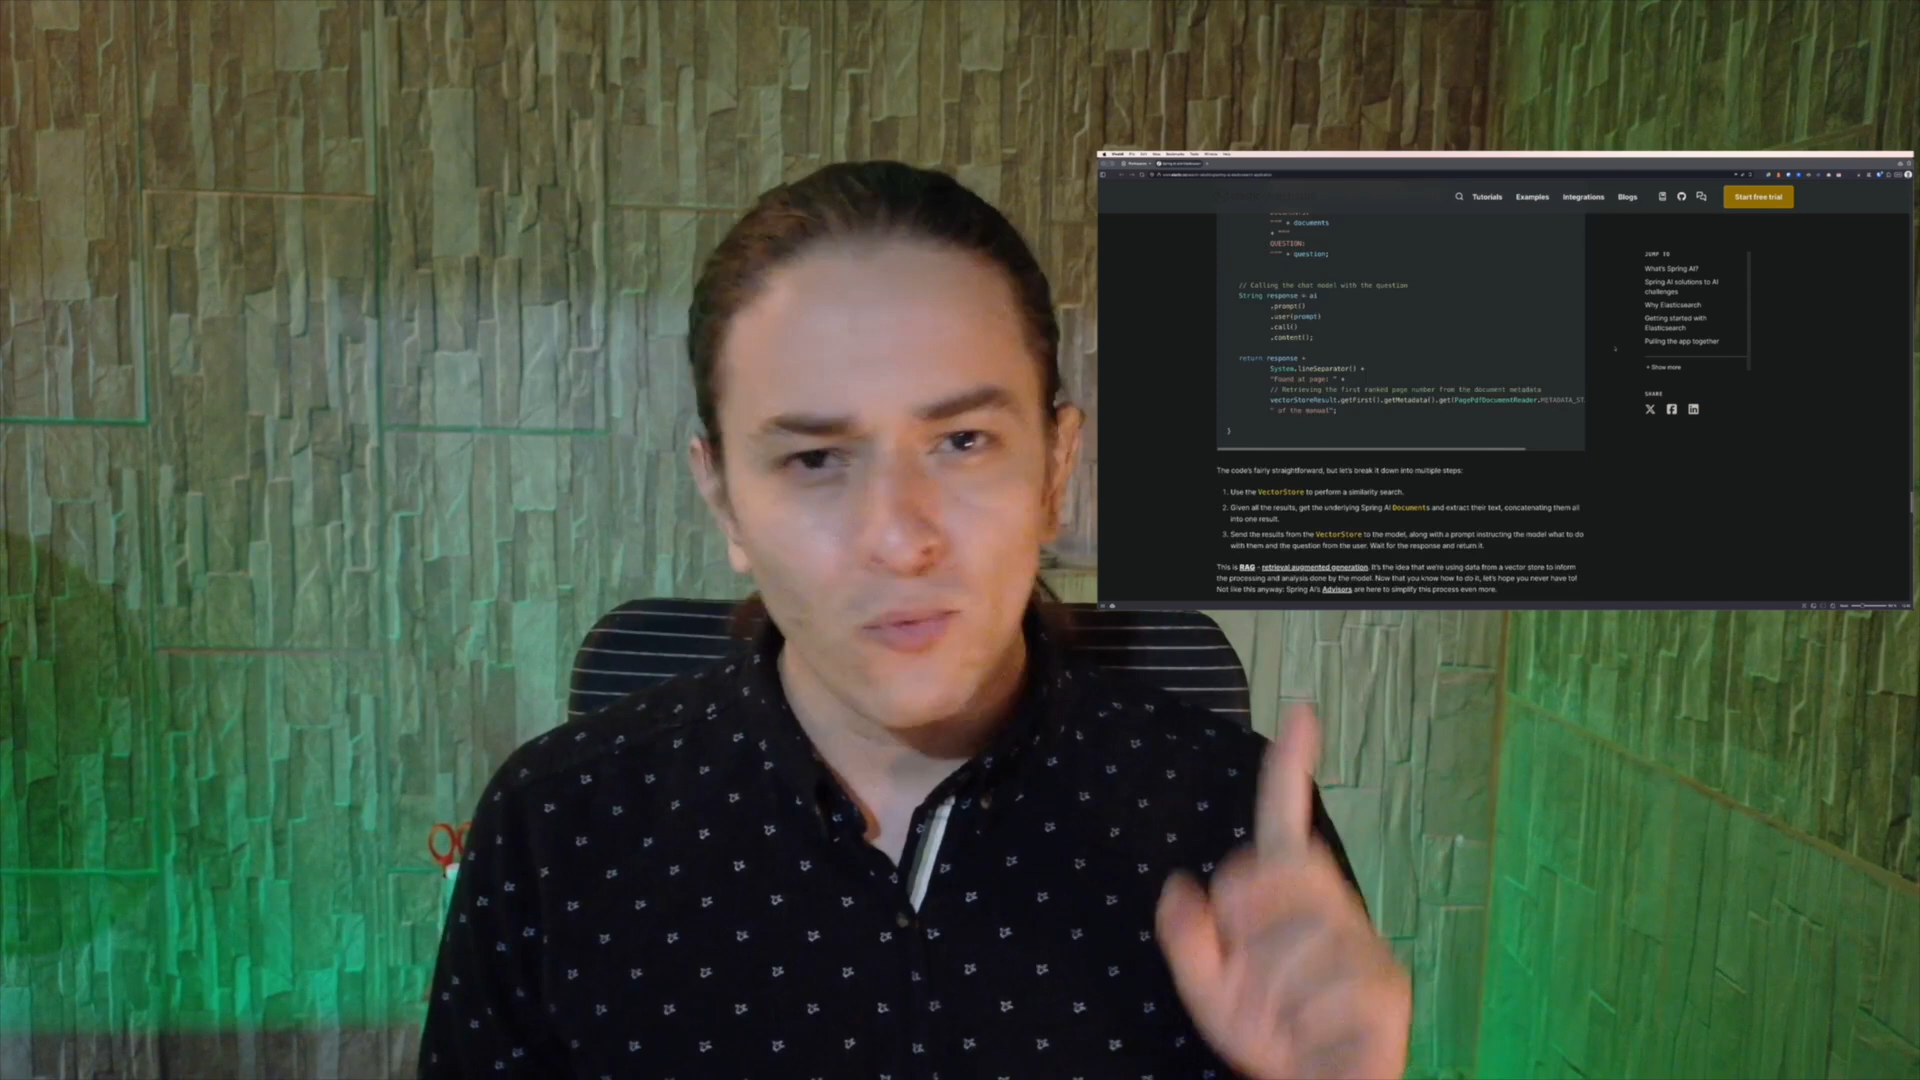 Tutorials Examples Integrations Blogs Start free trial
+ documents
QUESTION:
""" + question;
// Calling the chat model with the question
String response = ai
.prompt()
.user(prompt)
.call()
.content();
return response +
System.lineSeparator() +
"Found at page: " +
// Retrieving the first ranked page number from the document metadata
vectorStoreResult.getFirst().getMetadata().get(PagePdfDocumentReader.METADATA_ST
" of the manual";
}
The code's fairly straightforward, but let's break it down into multiple steps:
1. Use the VectorStore to perform a similarity search.
2. Given all the results, get the underlying Spring AI Documents and extract their text, concatenating them all
into one result.
3. Send the results from the VectorStore to the model, along with a prompt instructing the model what to do
with them and the question from the user. Wait for the response and return it.
This is RAG - retrieval augmented generation. It's the idea that we're using data from a vector store to inform
the processing and analysis done by the model. Now that you know how to do it, let's hope you never have to!
Not like this anyway: Spring AI's Advisors are here to simplify this process even more.
JUMP TO
What's Spring AI?
Spring AI solutions to AI
challenges
Why Elasticsearch
Getting started with
Elasticsearch
Pulling the app together
+ Show more
SHARE